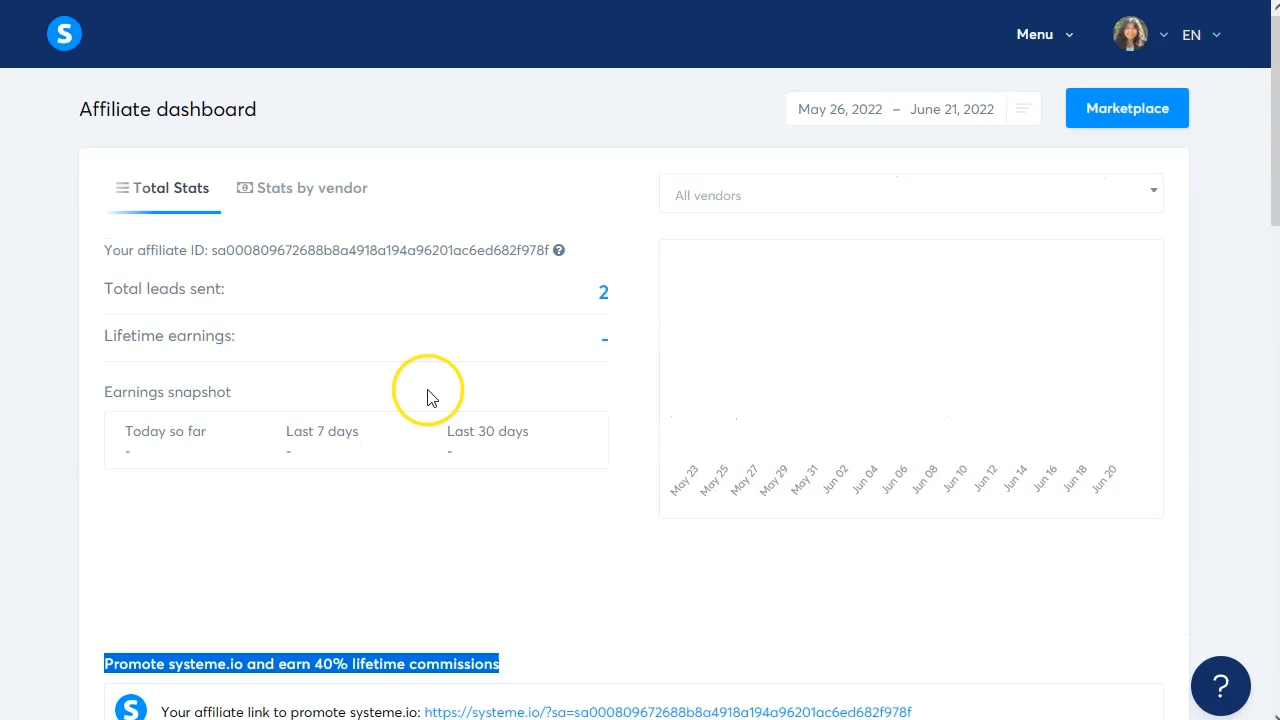 S
Menu
EN
Affiliate dashboard
May 26, 2022 – June 21, 2022
Marketplace
Total Stats
Stats by vendor
All vendors
Your affiliate ID: sa000809672688b8a4918a194a96201ac6ed682f978f ?
Total leads sent:
2
Lifetime earnings:
-
Earnings snapshot
Today so far
Last 7 days
Last 30 days
-
-
-
May 23
May 25
May 27
May 29
May 31
Jun 02
Jun 04
Jun 06
Jun 08
Jun 10
Jun 12
Jun 14
Jun 16
Jun 18
Jun 20
Promote systeme.io and earn 40% lifetime commissions
S
Your affiliate link to promote systeme.io: https://systeme.io/?sa=sa000809672688b8a4918a194a96201ac6ed682f978f
?